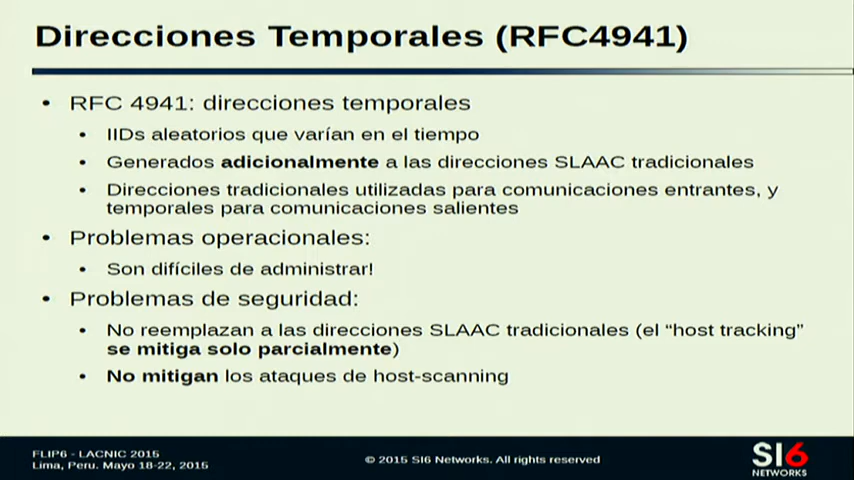 Direcciones Temporales (RFC4941)
• RFC 4941: direcciones temporales
• IIDs aleatorios que varían en el tiempo
• Generados adicionalmente a las direcciones SLAAC tradicionales
• Direcciones tradicionales utilizadas para comunicaciones entrantes, y
temporales para comunicaciones salientes
• Problemas operacionales:
• Son difíciles de administrar!
• Problemas de seguridad:
• No reemplazan a las direcciones SLAAC tradicionales (el “host tracking”
se mitiga solo parcialmente)
• No mitigan los ataques de host-scanning
FLIP6 - LACNIC 2015
Lima, Peru. Mayo 18-22, 2015
© 2015 SI6 Networks. All rights reserved
SI6
NETWORKS